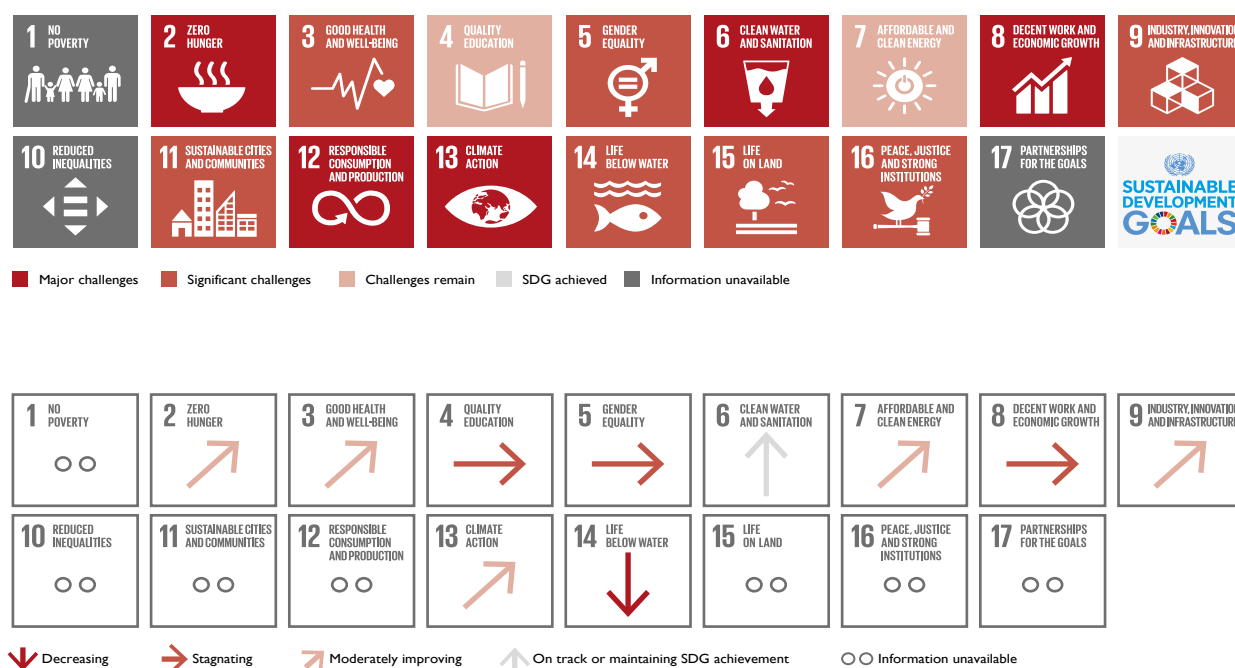 1 NO POVERTY
2 ZERO HUNGER
3 GOOD HEALTH AND WELL-BEING
4 QUALITY EDUCATION
5 GENDER EQUALITY
6 CLEAN WATER AND SANITATION
7 AFFORDABLE AND CLEAN ENERGY
8 DECENT WORK AND ECONOMIC GROWTH
9 INDUSTRY, INNOVATION AND INFRASTRUCTURE
10 REDUCED INEQUALITIES
11 SUSTAINABLE CITIES AND COMMUNITIES
12 RESPONSIBLE CONSUMPTION AND PRODUCTION
13 CLIMATE ACTION
14 LIFE BELOW WATER
15 LIFE ON LAND
16 PEACE, JUSTICE AND STRONG INSTITUTIONS
17 PARTNERSHIPS FOR THE GOALS
SUSTAINABLE
DEVELOPMENT
GOALS
Major challenges
Significant challenges
Challenges remain
SDG achieved
Information unavailable
1 NO POVERTY
2 ZERO HUNGER
3 GOOD HEALTH AND WELL-BEING
4 QUALITY EDUCATION
5 GENDER EQUALITY
6 CLEAN WATER AND SANITATION
7 AFFORDABLE AND CLEAN ENERGY
8 DECENT WORK AND ECONOMIC GROWTH
9 INDUSTRY, INNOVATION AND INFRASTRUCTURE
10 REDUCED INEQUALITIES
11 SUSTAINABLE CITIES AND COMMUNITIES
12 RESPONSIBLE CONSUMPTION AND PRODUCTION
13 CLIMATE ACTION
14 LIFE BELOW WATER
15 LIFE ON LAND
16 PEACE, JUSTICE AND STRONG INSTITUTIONS
17 PARTNERSHIPS FOR THE GOALS
Decreasing
Stagnating
Moderately improving
On track or maintaining SDG achievement
Information unavailable